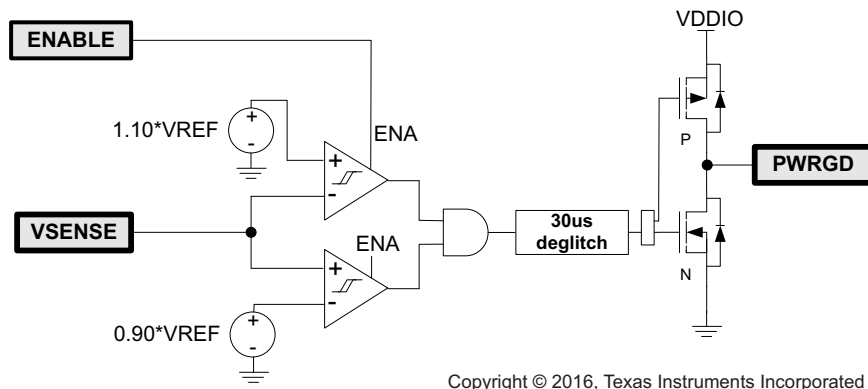 VDDIO
ENABLE
+
1.10*VREF
-
ENA
+
-
P
PWRGD
VSENSE
30us
deglitch
ENA
+
-
N
+
0.90*VREF
-
Copyright © 2016, Texas Instruments Incorporated